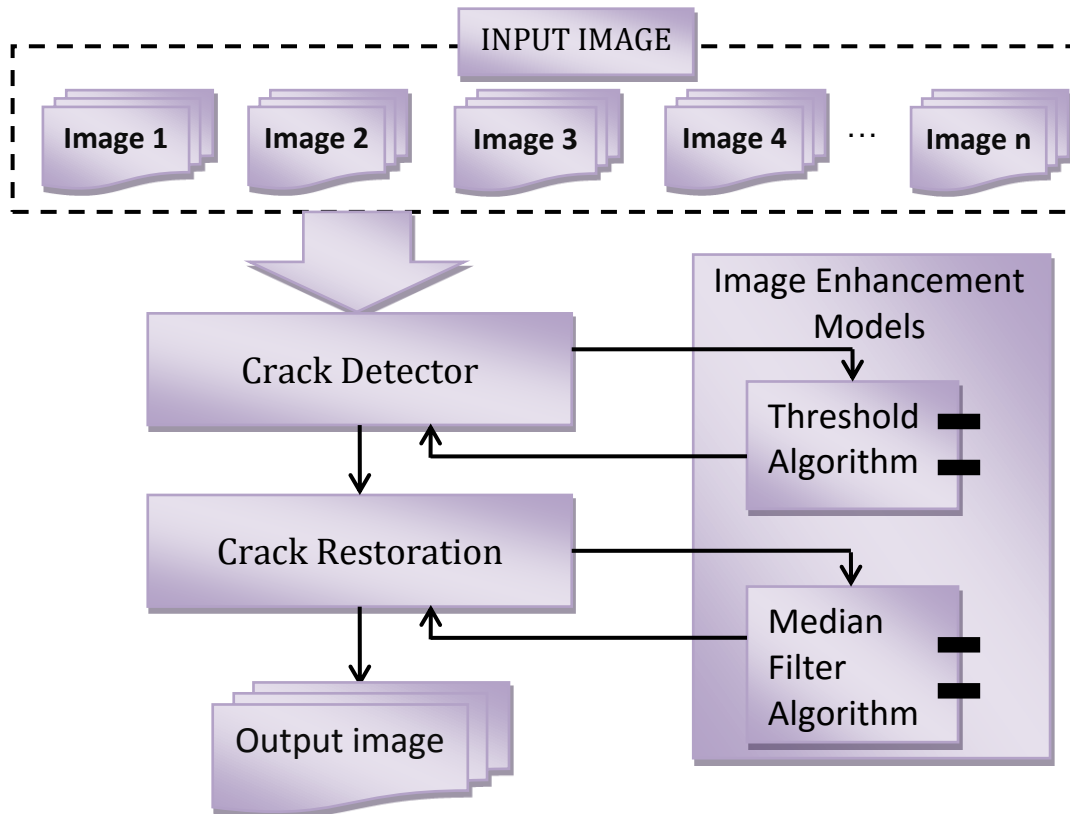 INPUT IMAGE
Image 1
Image 2
Image 3
Image 4
...
Image n
Image Enhancement
Models
Crack Detector
Threshold
Algorithm
Crack Restoration
Median
Filter
Algorithm
Output image